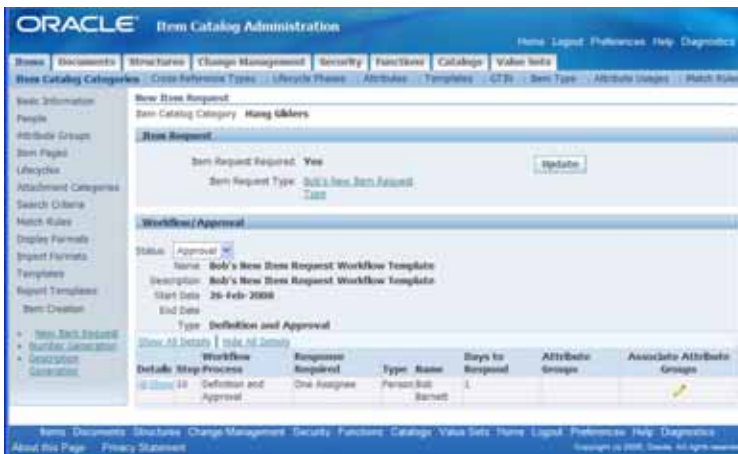 ORACLE Item Catalog Administration
Home Logout Preferences Help Diagnostics
Items Documents Structures Change Management Security Functions Catalogs Value Sets
Item Catalog Categories Cross Reference Types Lifecycle Phases Attributes Templates GTIN Item Type Attribute Usages Match Rules
Basic Information
People
Attribute Groups
Item Pages
Lifecycles
Attachment Categories
Search Criteria
Match Rules
Display Formats
Import Formats
Templates
Report Templates
Item Creation
New Item Request
Number Generation
Description
Generation
New Item Request
Item Catalog Category Hang Gliders
Item Request
Item Request Required Yes
Update
Item Request Type Bob's New Item Request
Type
Workflow/Approval
Status Approval
Name Bob's New Item Request Workflow Template
Description Bob's New Item Request Workflow Template
Start Date 26-Feb-2008
End Date
Type Definition and Approval
Show All Details | Hide All Details
Details Step Workflow Process Response Required Type Name Days to Respond Attribute Groups Associate Attribute Groups
Show 10 Definition and Approval One Assignee Person Bob Barnett 1
Items Documents Structures Change Management Security Functions Catalogs Value Sets Home Logout Preferences Help Diagnostics
About this Page Privacy Statement